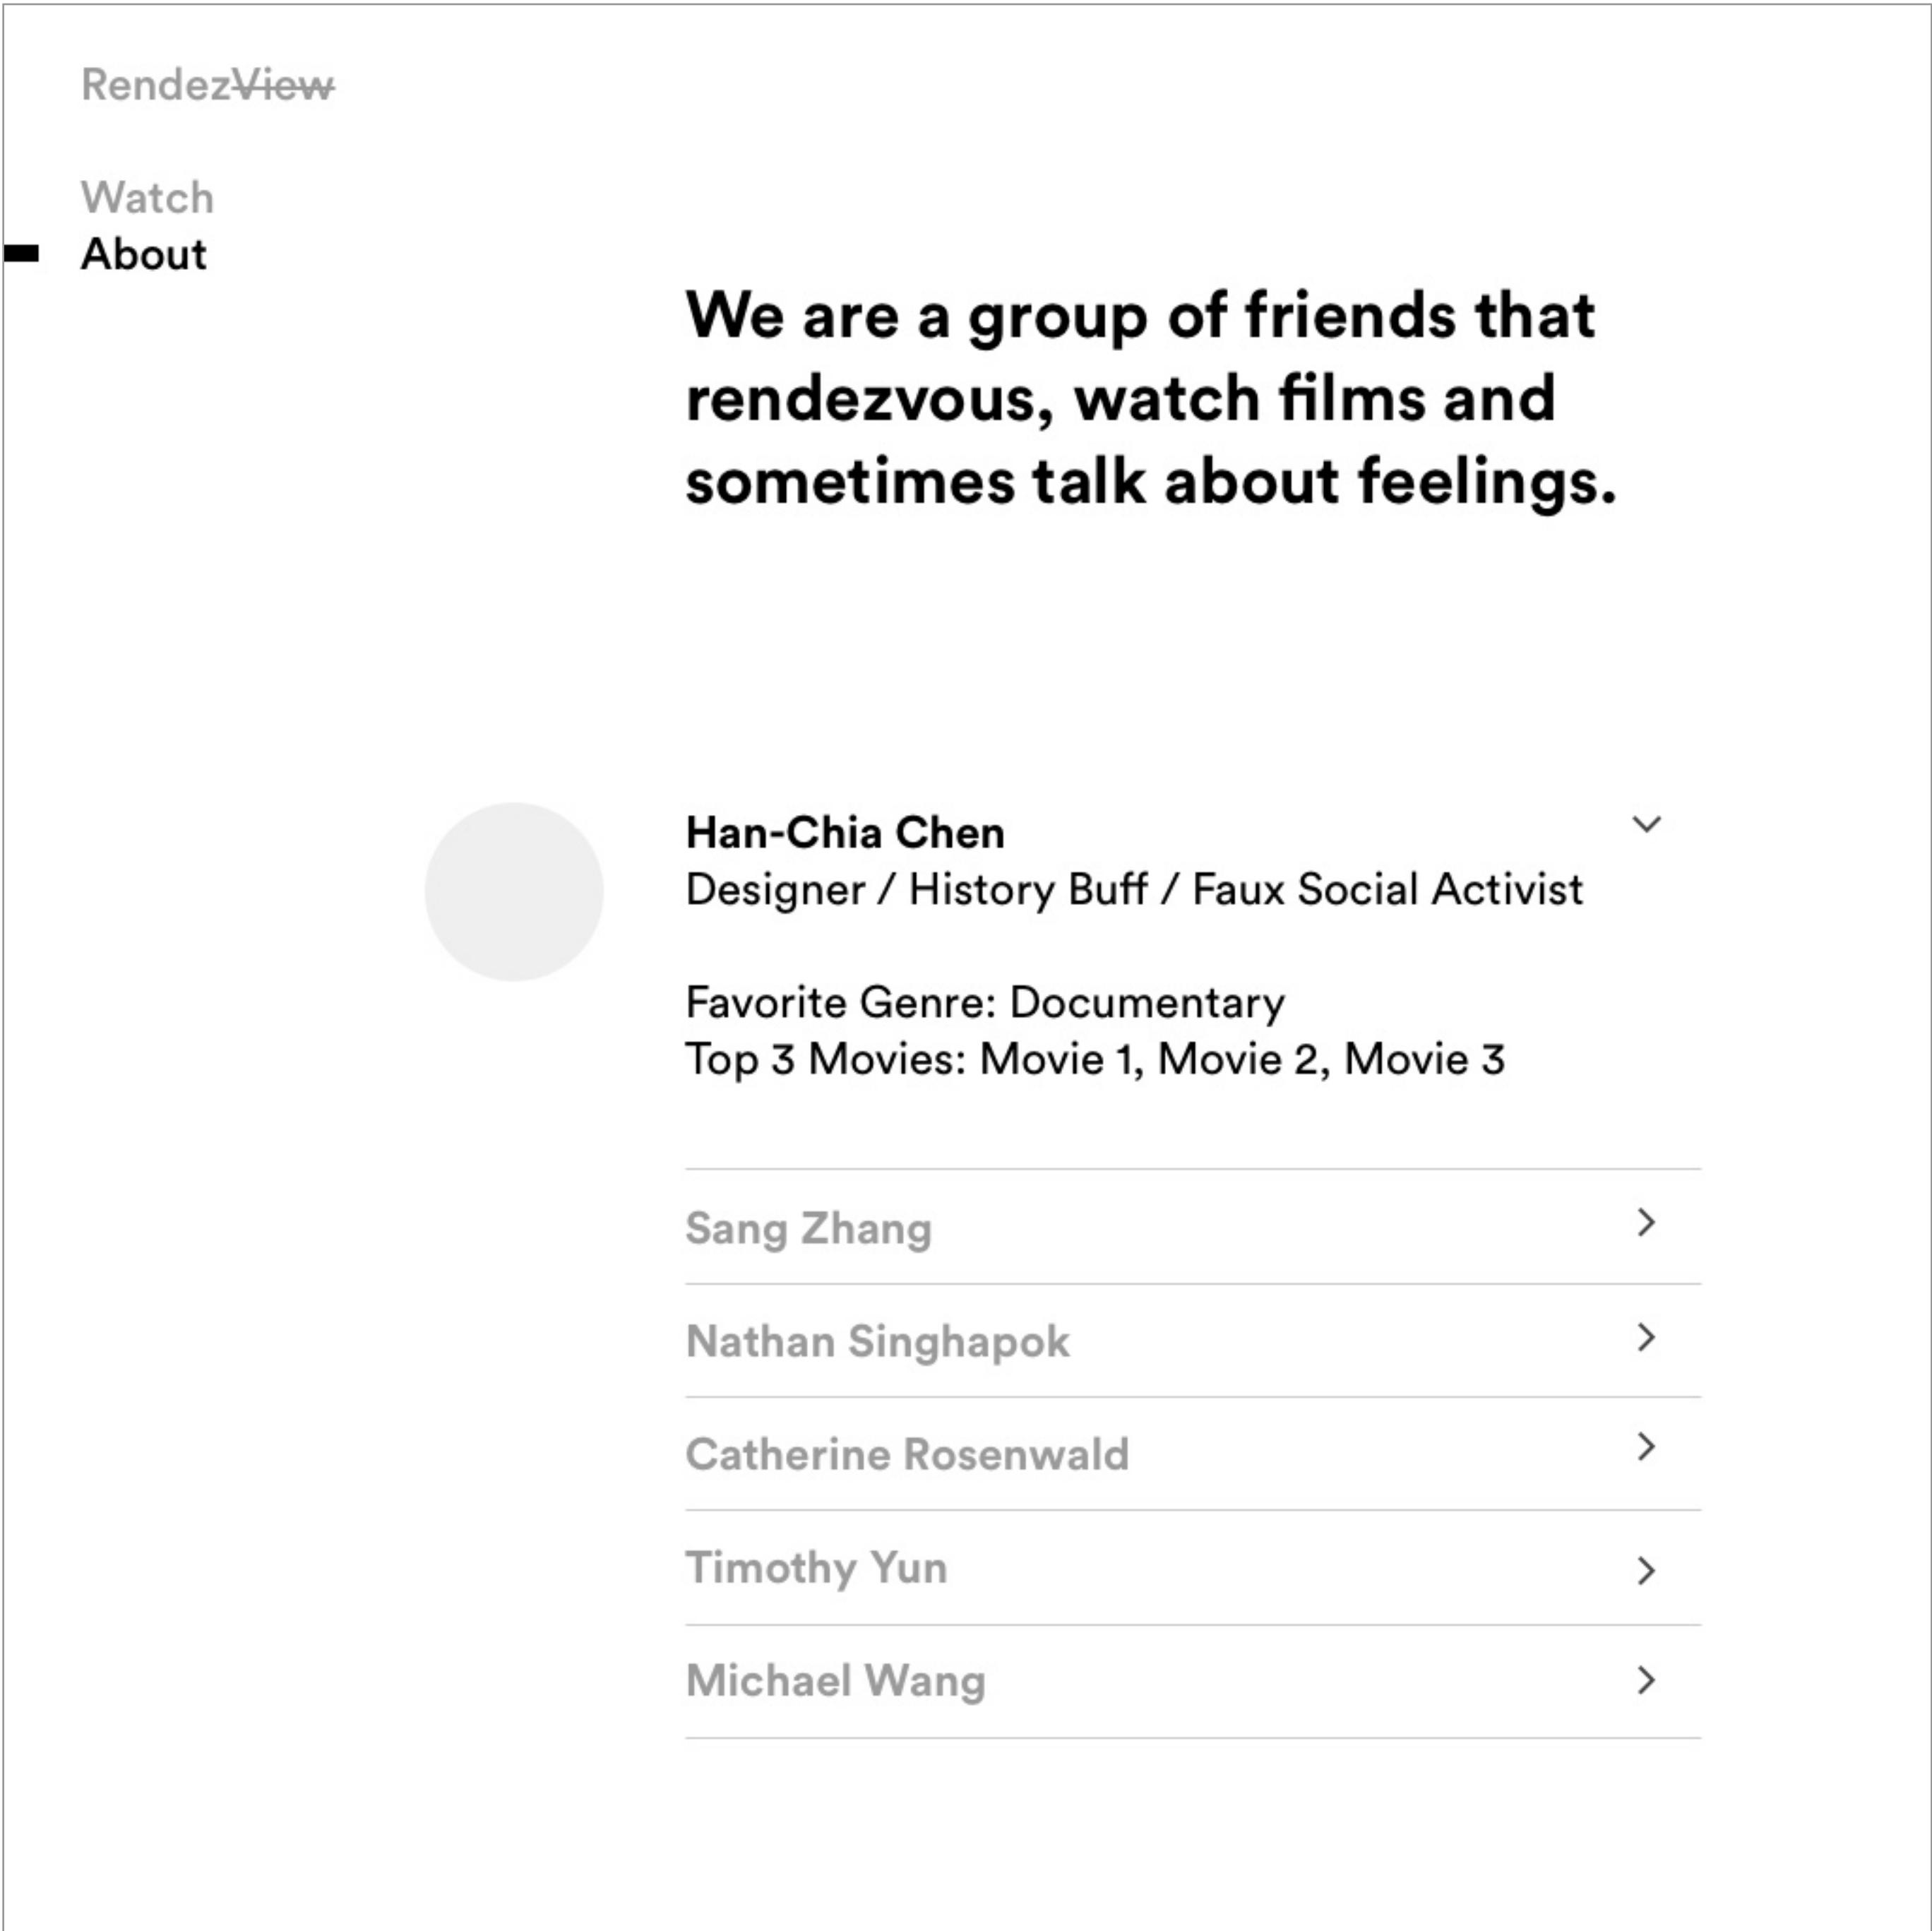 RendezView
Watch
About
We are a group of friends that
rendezvous, watch films and
sometimes talk about feelings.
Han-Chia Chen
Designer / History Buff / Faux Social Activist
Favorite Genre: Documentary
Top 3 Movies: Movie 1, Movie 2, Movie 3
Sang Zhang
Nathan Singhapok
Catherine Rosenwald
Timothy Yun
Michael Wang